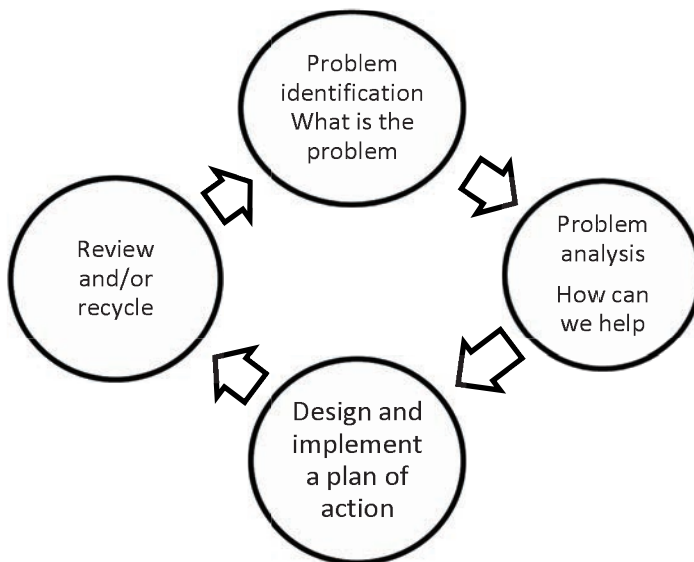 Problem
identification
What is the
problem
Problem
analysis
How can
we help
Design and
implement
a plan of
action
Review
and/or
recycle